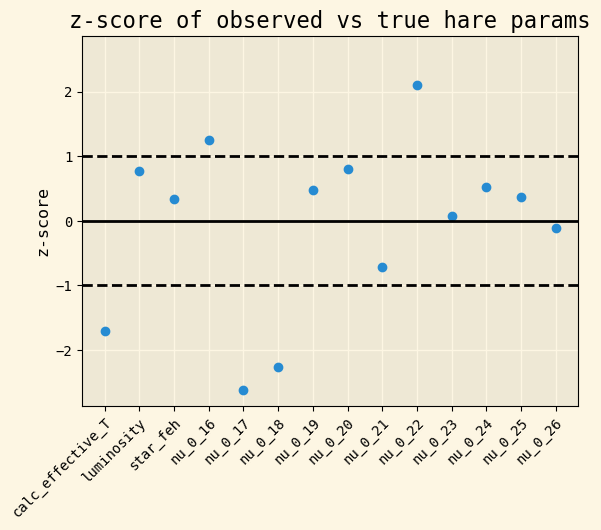 z-score of observed vs true hare params
z-score
2
1
0
−1
−2
calc_effective_T
luminosity
star_feh
nu_0_16
nu_0_17
nu_0_18
nu_0_19
nu_0_20
nu_0_21
nu_0_22
nu_0_23
nu_0_24
nu_0_25
nu_0_26